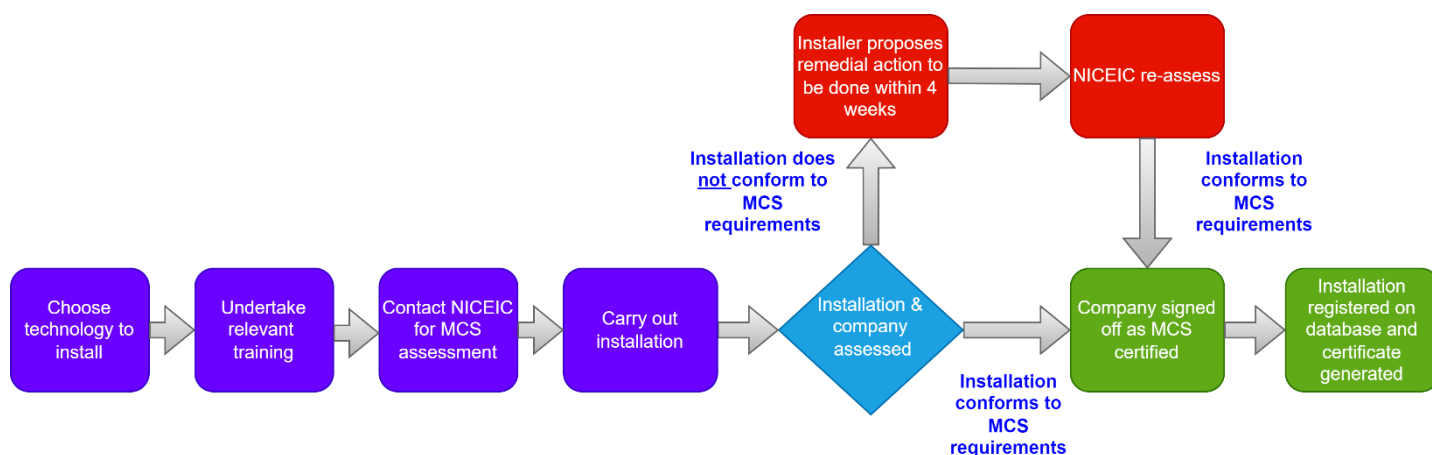 Installer proposes
remedial action to
be done within 4
weeks
NICEIC re-assess
Installation does
not conform to
MCS
requirements
Installation
conforms to
MCS
requirements
Choose
technology to
install
Undertake
relevant
training
Contact NICEIC
for MCS
assessment
Carry out
installation
Installation &
company
assessed
Installation
conforms to
MCS
requirements
Company signed
off as MCS
certified
Installation
registered on
database and
certificate
generated